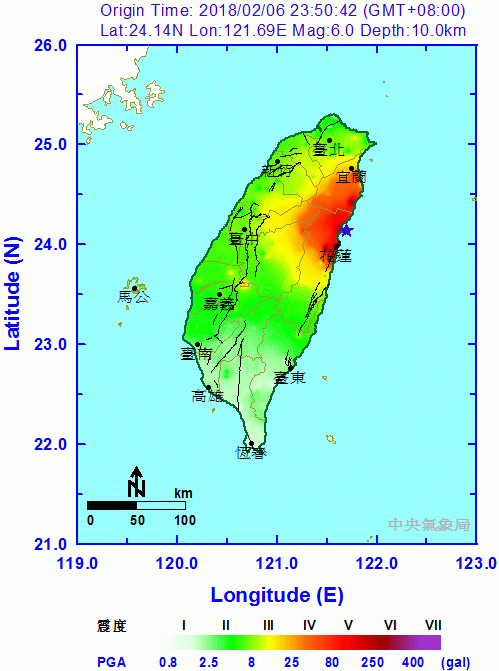 Origin Time: 2018/02/06 23:50:42 (GMT+08:00)
Lat:24.14N Lon:121.69E Mag:6.0 Depth:10.0km
26.0
25.0
24.0
23.0
22.0
21.0
Latitude (N)
臺北
新竹
宜蘭
臺中
花蓮
馬公
嘉義
臺南
臺東
高雄
恆春
N
km
0 50 100
中央氣象局
119.0 120.0 121.0 122.0 123.0
Longitude (E)
震度 I II III IV V VI VII
PGA 0.8 2.5 8 25 80 250 400 (gal)